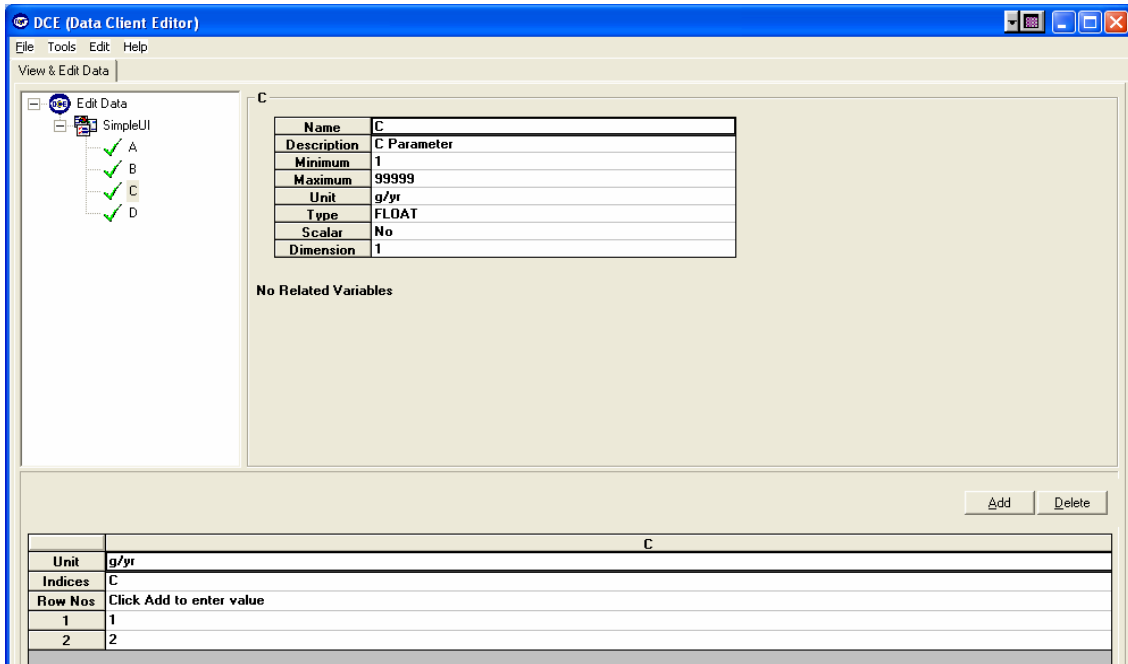 DCE (Data Client Editor)
File Tools Edit Help
View & Edit Data
DCE Edit Data
SimpleUI
A
B
C
D
C
Name C
Description C Parameter
Minimum 1
Maximum 99999
Unit g/yr
Type FLOAT
Scalar No
Dimension 1
No Related Variables
Add Delete
C
Unit g/yr
Indices C
Row Nos Click Add to enter value
1 1
2 2